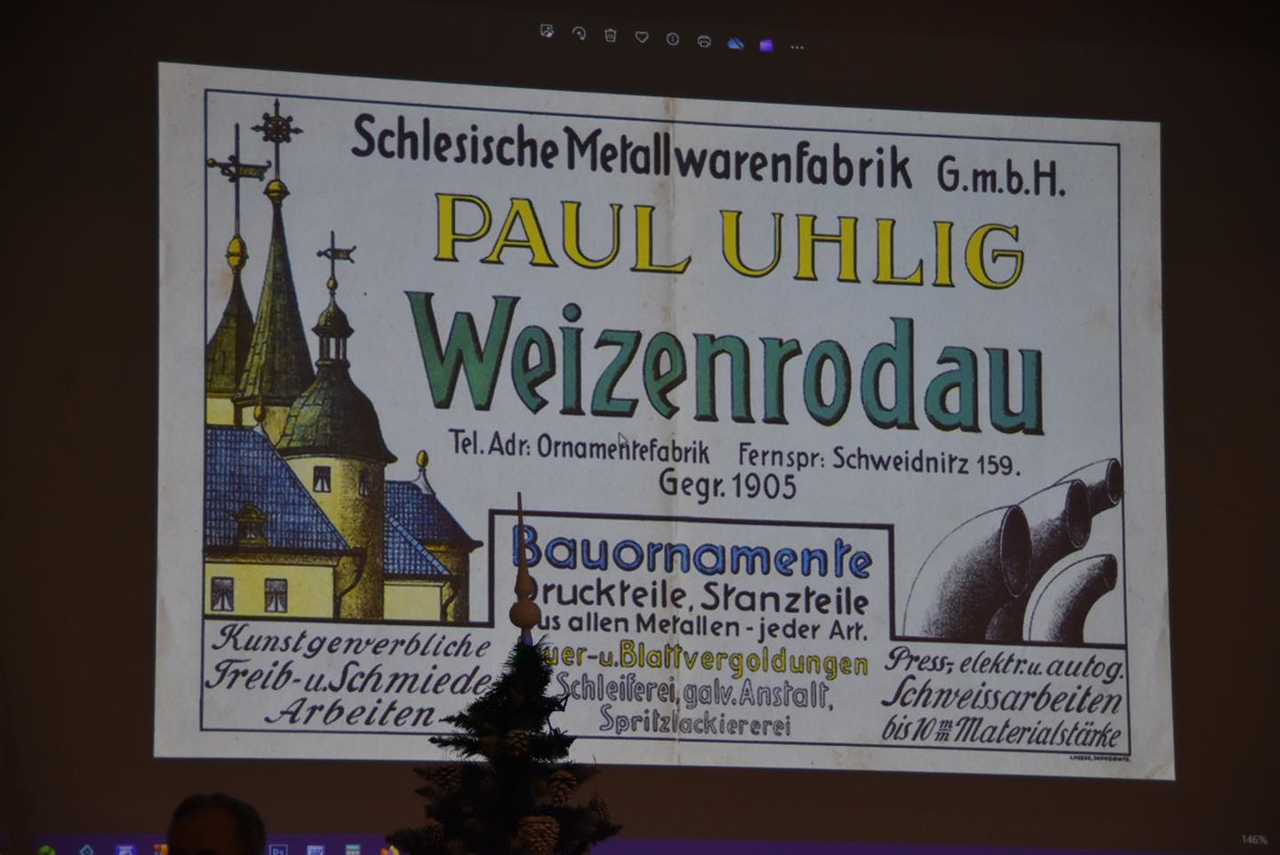 Schlesische Metallwarenfabrik G.m.b.H.
PAUL UHLIG
Weizenrodau
Tel. Adr: Ornamentefabrik Fernspr: Schweidnitz 159.
Gegr. 1905
Bauornamente
Druckteile, Stanzteile
aus allen Metallen - jeder Art.
-u. Blattvergoldungen
Schleiferei, galv. Anstalt,
Spritzlackiererei
Kunstgewerbliche
Treib- u. Schmiede
Arbeiten
Press-, elektr. u. autog.
Schweissarbeiten
bis 10 m/m Materialstärke
146%